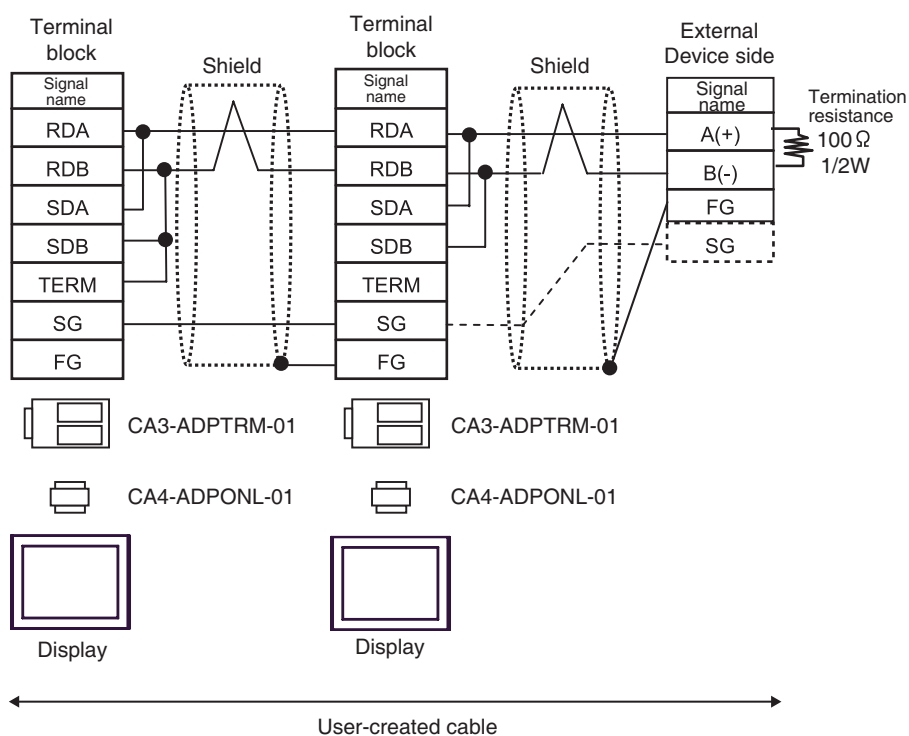 Terminal
block
Shield
Terminal
block
Shield
External
Device side
Signal
name
RDA
RDB
SDA
SDB
TERM
SG
FG
Signal
name
RDA
RDB
SDA
SDB
TERM
SG
FG
Signal
name
A(+)
B(-)
FG
SG
Termination
resistance
100Ω
1/2W
CA3-ADPTRM-01
CA3-ADPTRM-01
CA4-ADPONL-01
CA4-ADPONL-01
Display
Display
User-created cable